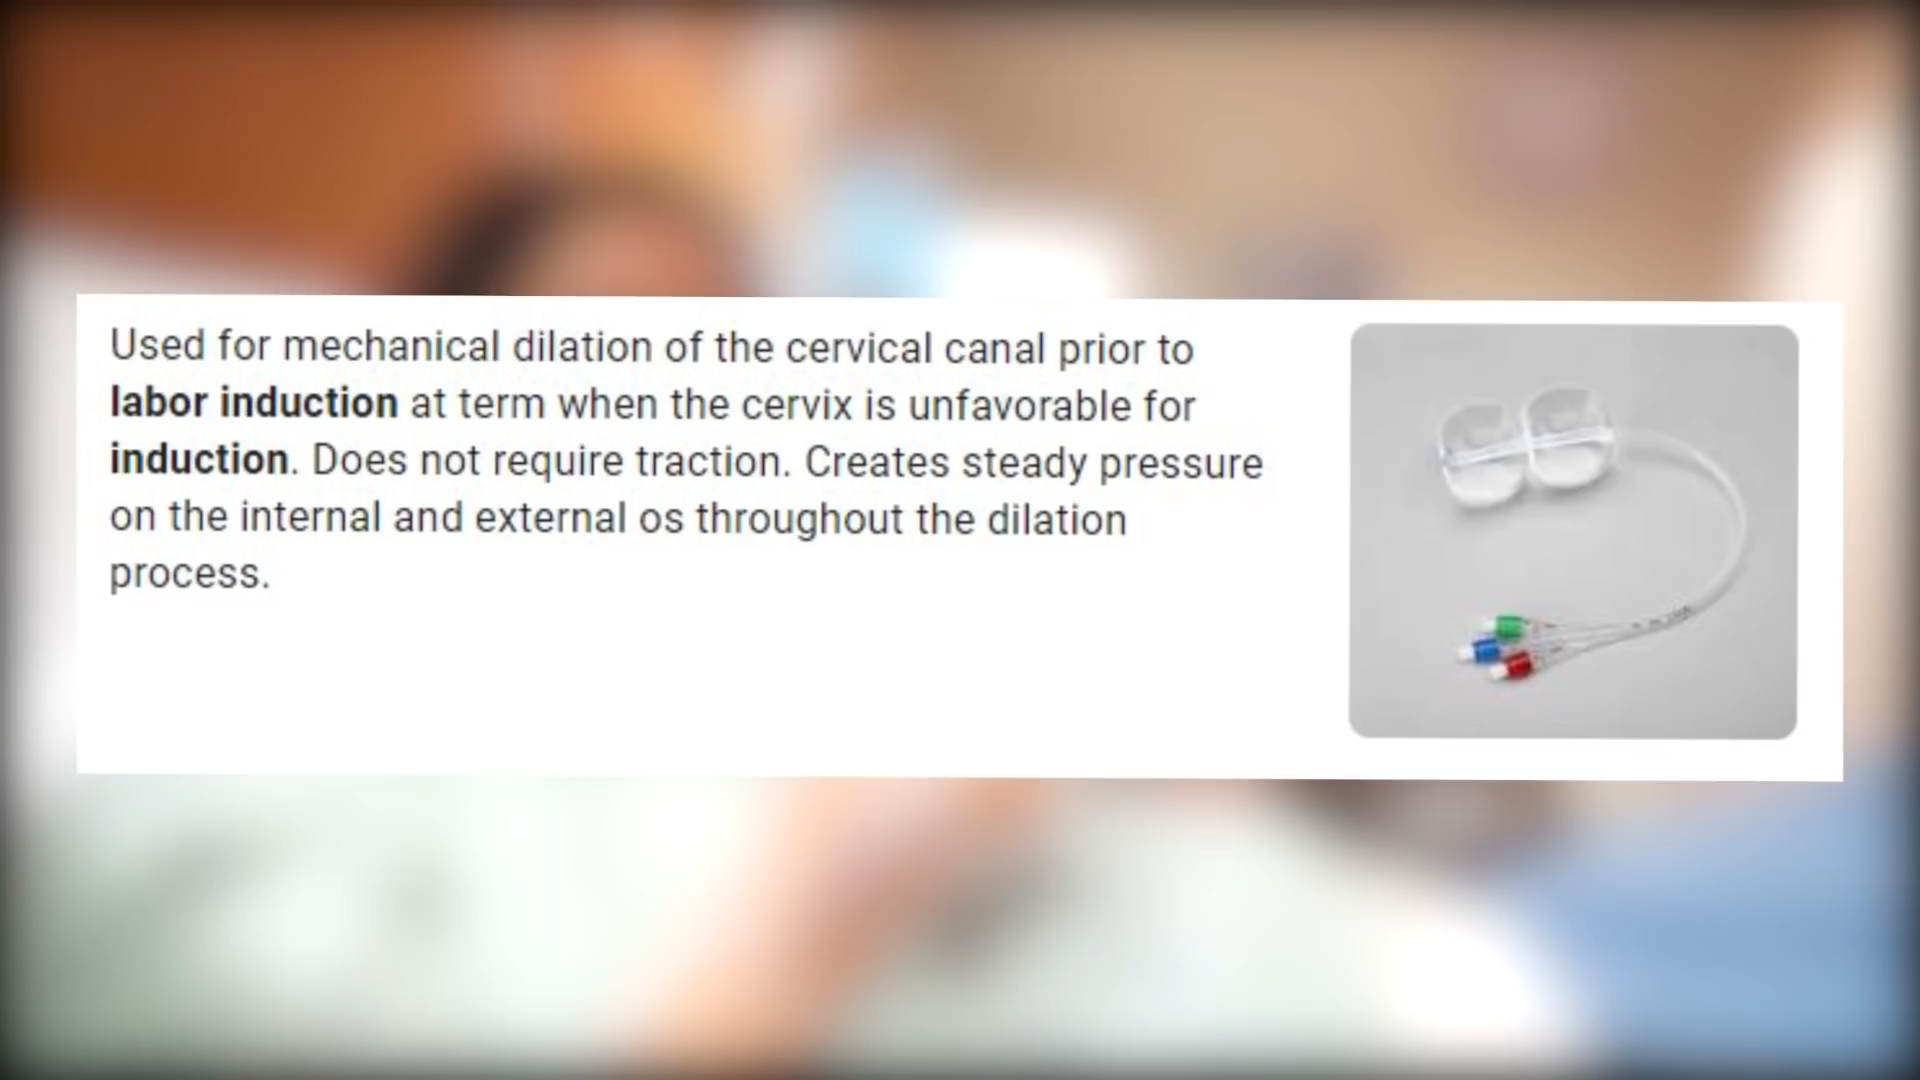 Used for mechanical dilation of the cervical canal prior to
labor induction at term when the cervix is unfavorable for
induction. Does not require traction. Creates steady pressure
on the internal and external os throughout the dilation
process.